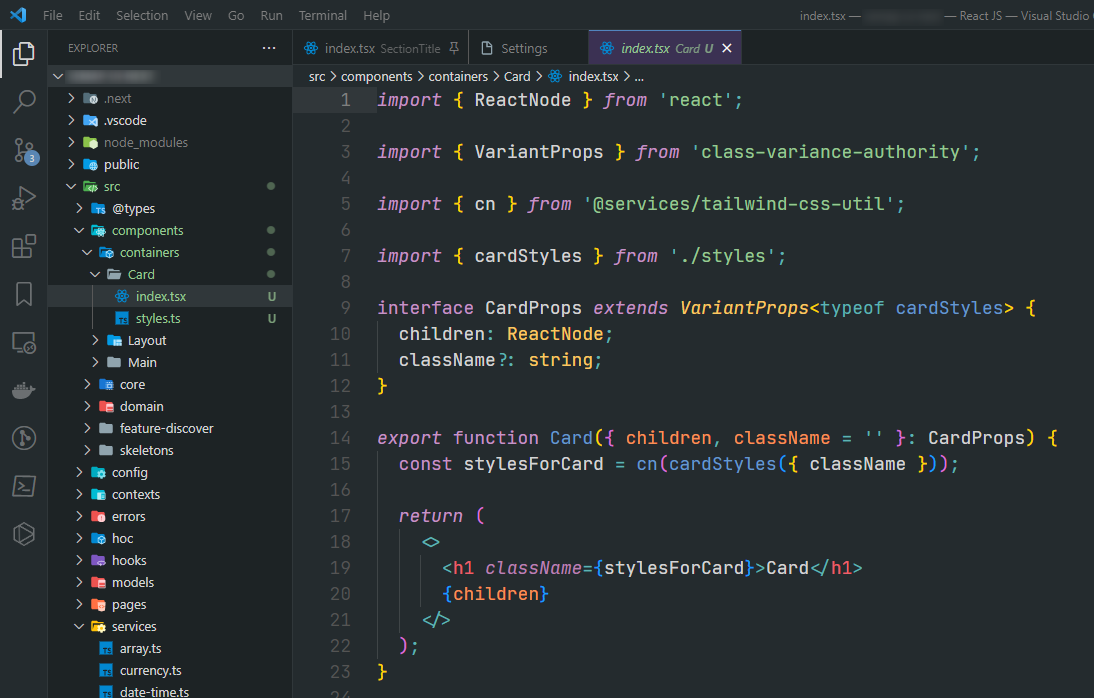 File Edit Selection View Go Run Terminal Help index.tsx — — React JS — Visual Studio
EXPLORER ...
index.tsx SectionTitle
Settings
index.tsx Card U
src > components > containers > Card > index.tsx > ...
.next
.vscode
node_modules
public
src
@types
components
containers
Card
index.tsx U
styles.ts U
Layout
Main
core
domain
feature-discover
skeletons
config
contexts
errors
hoc
hooks
models
pages
services
array.ts
currency.ts
date-time.ts
3
1 import { ReactNode } from 'react';
2
3 import { VariantProps } from 'class-variance-authority';
4
5 import { cn } from '@services/tailwind-css-util';
6
7 import { cardStyles } from './styles';
8
9 interface CardProps extends VariantProps<typeof cardStyles> {
10   children: ReactNode;
11   className?: string;
12 }
13
14 export function Card({ children, className = '' }: CardProps) {
15   const stylesForCard = cn(cardStyles({ className }));
16
17   return (
18     <>
19       <h1 className={stylesForCard}>Card</h1>
20       {children}
21     </>
22   );
23 }
24